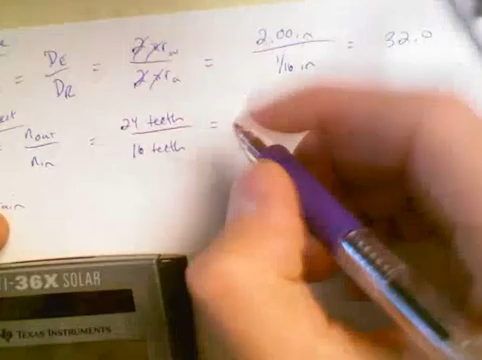 = DE/DR = 2πr_w/2πr_a = 2.00 in/1/16 in = 32.0
= n_out/n_in = 24 teeth/16 teeth =
TI-36X SOLAR
TEXAS INSTRUMENTS